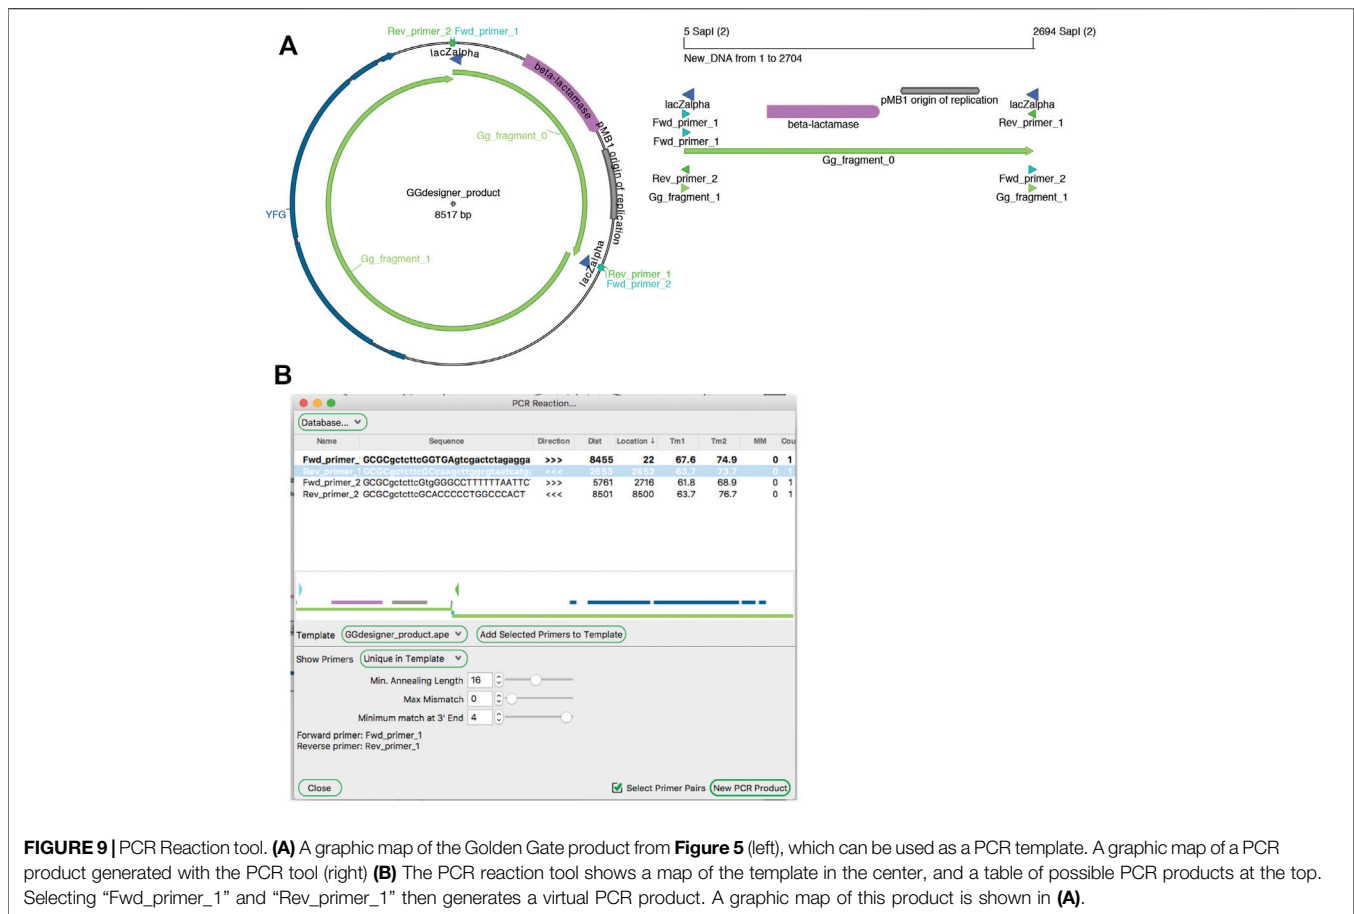 A
Rev_primer_2 Fwd_primer_1
lacZalpha
beta-lactamase
Gg_fragment_0
pMB1 origin of replication
GGdesigner_product
8517 bp
YFG
Gg_fragment_1
lacZalpha
Rev_primer_1
Fwd_primer_2
5 SapI (2)
2694 SapI (2)
New_DNA from 1 to 2704
lacZalpha
Fwd_primer_1
Fwd_primer_1
beta-lactamase
pMB1 origin of replication
lacZalpha
Rev_primer_1
Gg_fragment_0
Rev_primer_2
Gg_fragment_1
Fwd_primer_2
Gg_fragment_1
B
PCR Reaction...
Database...
Name Sequence Direction Dist Location ↓ Tm1 Tm2 MM Cou
Fwd_primer_ GCGCgctcttcGGTGAgtcgactctagagga >>> 8455 22 67.6 74.9 0 1
Rev_primer_ GCGCgctcttcGCcaagcttggcgtaatcatg <<< 2653 2652 63.7 73.7 0 1
Fwd_primer_2 GCGCgctcttcGtgGGGCCTTTTTTAATTC >>> 5761 2716 61.8 68.9 0 1
Rev_primer_2 GCGCgctcttcGCACCCCCTGGCCCACT <<< 8501 8500 63.7 76.7 0 1
Template GGdesigner_product.ape Add Selected Primers to Template
Show Primers Unique in Template
Min. Annealing Length 16
Max Mismatch 0
Minimum match at 3' End 4
Forward primer: Fwd_primer_1
Reverse primer: Rev_primer_1
Close Select Primer Pairs New PCR Product
FIGURE 9 | PCR Reaction tool. (A) A graphic map of the Golden Gate product from Figure 5 (left), which can be used as a PCR template. A graphic map of a PCR
product generated with the PCR tool (right) (B) The PCR reaction tool shows a map of the template in the center, and a table of possible PCR products at the top.
Selecting “Fwd_primer_1” and “Rev_primer_1” then generates a virtual PCR product. A graphic map of this product is shown in (A).